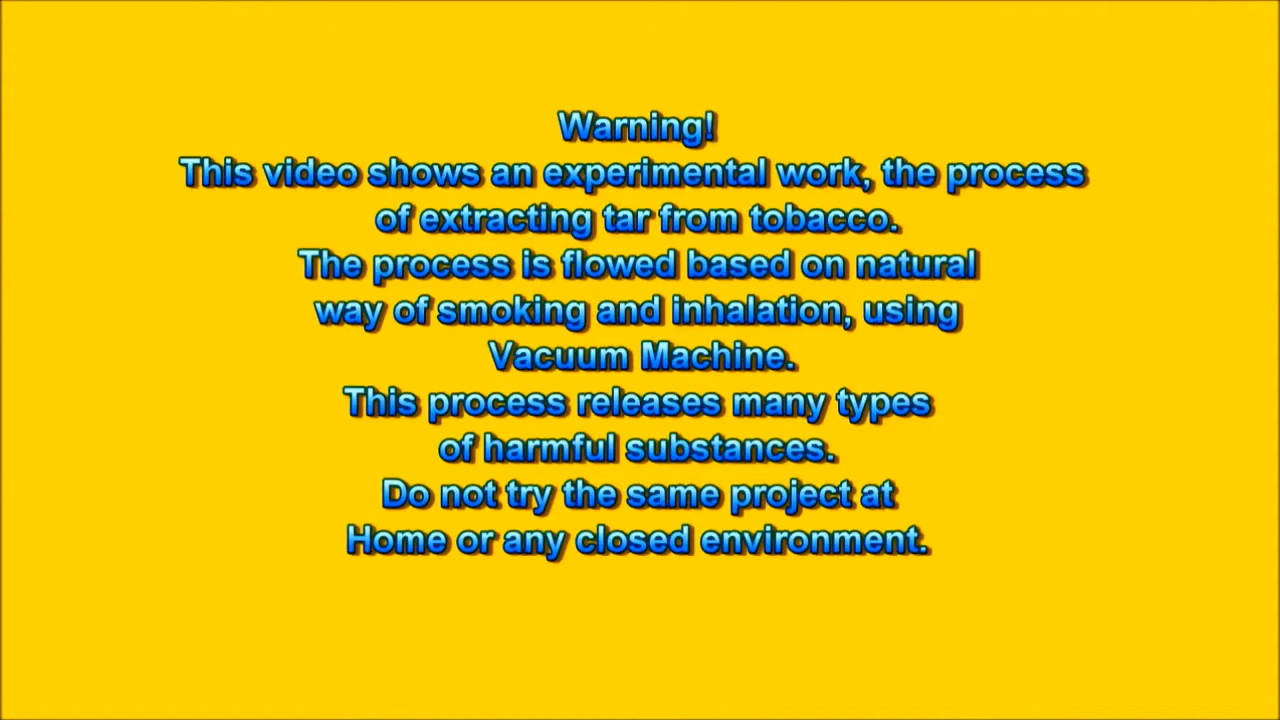 Warning!
This video shows an experimental work, the process
of extracting tar from tobacco.
The process is flowed based on natural
way of smoking and inhalation, using
Vacuum Machine.
This process releases many types
of harmful substances.
Do not try the same project at
Home or any closed environment.